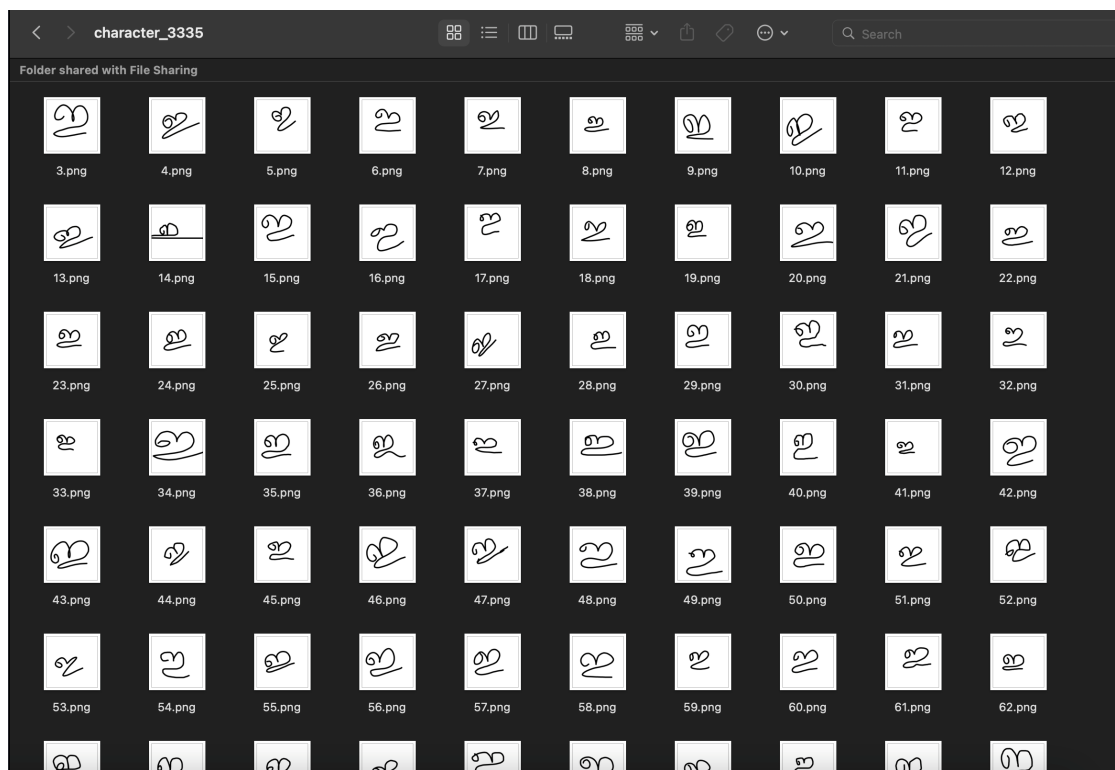 character_3335
Search
Folder shared with File Sharing
ഇ ഇ ഇ ഇ ഇ ഇ ഇ ഇ ഇ ഇ
3.png 4.png 5.png 6.png 7.png 8.png 9.png 10.png 11.png 12.png
ഇ ഇ ഇ ഇ ഇ ഇ ഇ ഇ ഇ ഇ
13.png 14.png 15.png 16.png 17.png 18.png 19.png 20.png 21.png 22.png
ഇ ഇ ഇ ഇ ഇ ഇ ഇ ഇ ഇ ഇ
23.png 24.png 25.png 26.png 27.png 28.png 29.png 30.png 31.png 32.png
ഇ ഇ ഇ ഇ ഇ ഇ ഇ ഇ ഇ ഇ
33.png 34.png 35.png 36.png 37.png 38.png 39.png 40.png 41.png 42.png
ഇ ഇ ഇ ഇ ഇ ഇ ഇ ഇ ഇ ഇ
43.png 44.png 45.png 46.png 47.png 48.png 49.png 50.png 51.png 52.png
ഇ ഇ ഇ ഇ ഇ ഇ ഇ ഇ ഇ ഇ
53.png 54.png 55.png 56.png 57.png 58.png 59.png 60.png 61.png 62.png